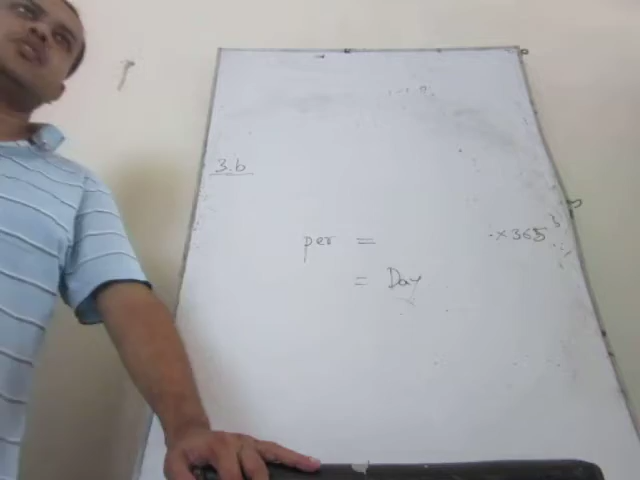 3.b
per = × 365
= Day